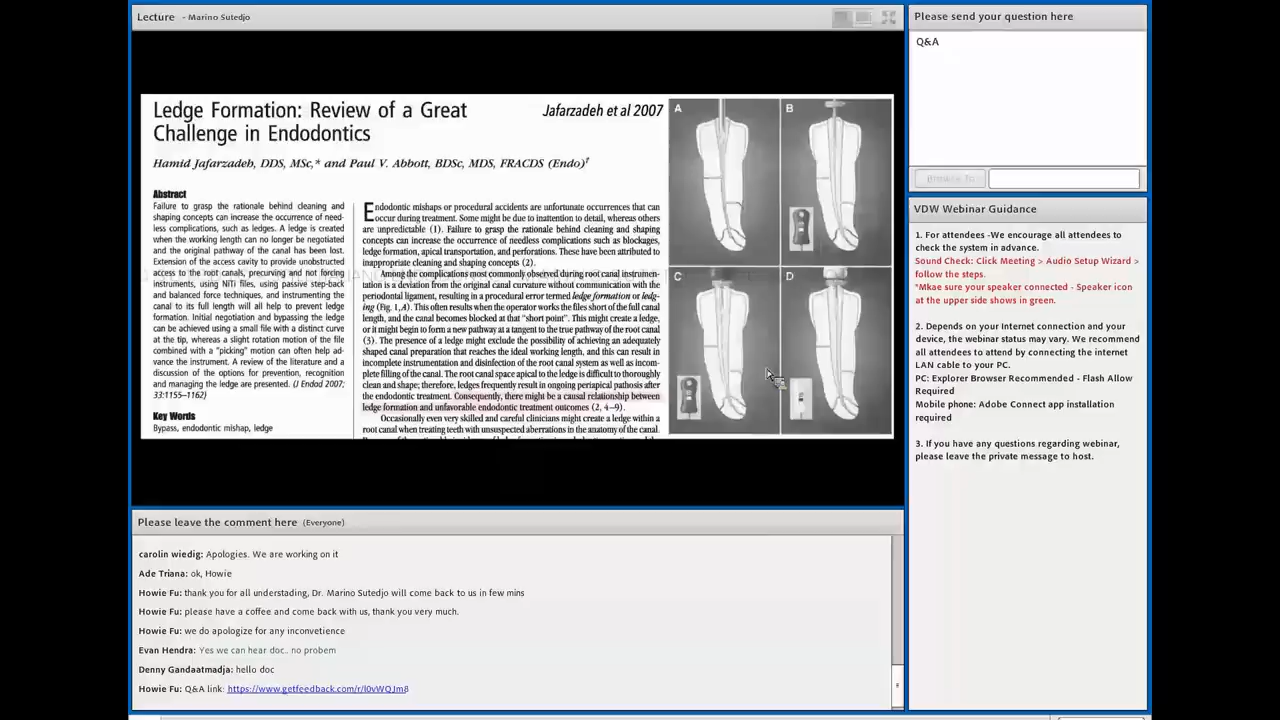 Lecture - Marino Sutedjo
Ledge Formation: Review of a Great
Challenge in Endodontics
Jafarzadeh et al 2007
Hamid Jafarzadeh, DDS, MSc,* and Paul V. Abbott, BDSc, MDS, FRACDS (Endo)†
Abstract
Failure to grasp the rationale behind cleaning and
shaping concepts can increase the occurrence of need-
less complications, such as ledges. A ledge is created
when the working length can no longer be negotiated
and the original pathway of the canal has been lost.
Extension of the access cavity to provide unobstructed
access to the root canals, precurving and not forcing
instruments, using NiTi files, using passive step-back
and balanced force techniques, and instrumenting the
canal to its full length will all help to prevent ledge
formation. Initial negotiation and bypassing the ledge
can be achieved using a small file with a distinct curve
at the tip, whereas a slight rotation motion of the file
combined with a "picking" motion can often help ad-
vance the instrument. A review of the literature and a
discussion of the options for prevention, recognition
and managing the ledge are presented. (J Endod 2007;
33:1155–1162)
Key Words
Bypass, endodontic mishap, ledge
Endodontic mishaps or procedural accidents are unfortunate occurrences that can
occur during treatment. Some might be due to inattention to detail, whereas others
are unpredictable (1). Failure to grasp the rationale behind cleaning and shaping
concepts can increase the occurrence of needless complications such as blockages,
ledge formation, apical transportation, and perforations. These have been attributed to
inappropriate cleaning and shaping concepts (2).
Among the complications most commonly observed during root canal instrumen-
tation is a deviation from the original canal curvature without communication with the
periodontal ligament, resulting in a procedural error termed ledge formation or ledg-
ing (Fig. 1,A). This often results when the operator works the files short of the full canal
length, and the canal becomes blocked at that "short point". This might create a ledge,
or it might begin to form a new pathway at a tangent to the true pathway of the root canal
(3). The presence of a ledge might exclude the possibility of achieving an adequately
shaped canal preparation that reaches the ideal working length, and this can result in
incomplete instrumentation and disinfection of the root canal system as well as incom-
plete filling of the canal. The root canal space apical to the ledge is difficult to thoroughly
clean and shape; therefore, ledges frequently result in ongoing periapical pathosis after
the endodontic treatment. Consequently, there might be a causal relationship between
ledge formation and unfavorable endodontic treatment outcomes (2, 4–9).
Occasionally even very skilled and careful clinicians might create a ledge within a
root canal when treating teeth with unsuspected aberrations in the anatomy of the canal.
A
B
C
D
Please send your question here
Q&A
Browse To
VDW Webinar Guidance
1. For attendees -We encourage all attendees to
check the system in advance.
Sound Check: Click Meeting > Audio Setup Wizard >
follow the steps.
*Mkae sure your speaker connected - Speaker icon
at the upper side shows in green.
2. Depends on your Internet connection and your
device, the webinar status may vary. We recommend
all attendees to attend by connecting the internet
LAN cable to your PC.
PC: Explorer Browser Recommended - Flash Allow
Required
Mobile phone: Adobe Connect app installation
required
3. If you have any questions regarding webinar,
please leave the private message to host.
Please leave the comment here (Everyone)
carolin wiedig: Apologies. We are working on it
Ade Triana: ok, Howie
Howie Fu: thank you for all understading, Dr. Marino Sutedjo will come back to us in few mins
Howie Fu: please have a coffee and come back with us, thank you very much.
Howie Fu: we do apologize for any inconvetience
Evan Hendra: Yes we can hear doc.. no probem
Denny Gandaatmadja: hello doc
Howie Fu: Q&A link: https://www.getfeedback.com/r/l0vWQJm8